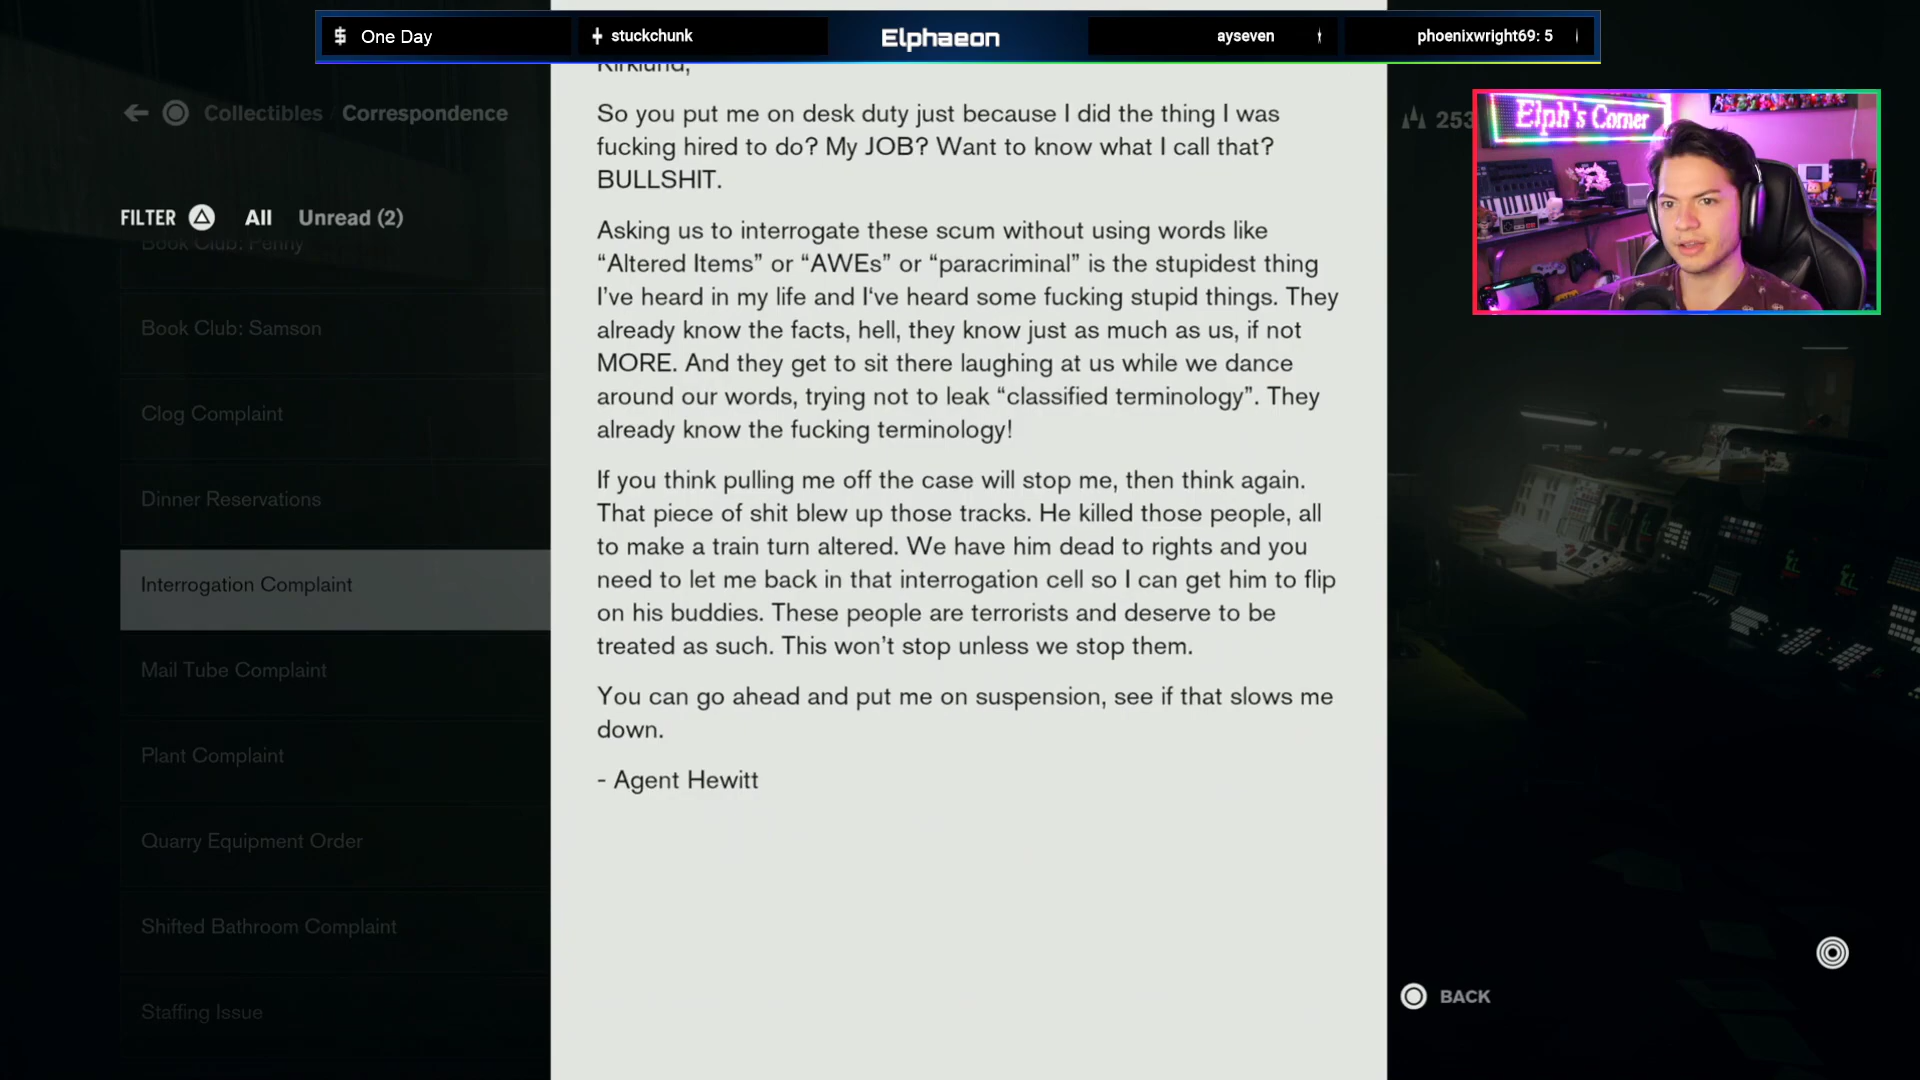 One Day
stuckchunk
Elphaeon
ayseven
phoenixwright69: 5
Collectibles / Correspondence
253
Elph's Corner
FILTER All Unread (2)
Book Club: Penny
Book Club: Samson
Clog Complaint
Dinner Reservations
Interrogation Complaint
Mail Tube Complaint
Plant Complaint
Quarry Equipment Order
Shifted Bathroom Complaint
Staffing Issue
Kirklund,
So you put me on desk duty just because I did the thing I was
fucking hired to do? My JOB? Want to know what I call that?
BULLSHIT.
Asking us to interrogate these scum without using words like
“Altered Items” or “AWEs” or “paracriminal” is the stupidest thing
I’ve heard in my life and I‘ve heard some fucking stupid things. They
already know the facts, hell, they know just as much as us, if not
MORE. And they get to sit there laughing at us while we dance
around our words, trying not to leak “classified terminology”. They
already know the fucking terminology!
If you think pulling me off the case will stop me, then think again.
That piece of shit blew up those tracks. He killed those people, all
to make a train turn altered. We have him dead to rights and you
need to let me back in that interrogation cell so I can get him to flip
on his buddies. These people are terrorists and deserve to be
treated as such. This won’t stop unless we stop them.
You can go ahead and put me on suspension, see if that slows me
down.
- Agent Hewitt
BACK